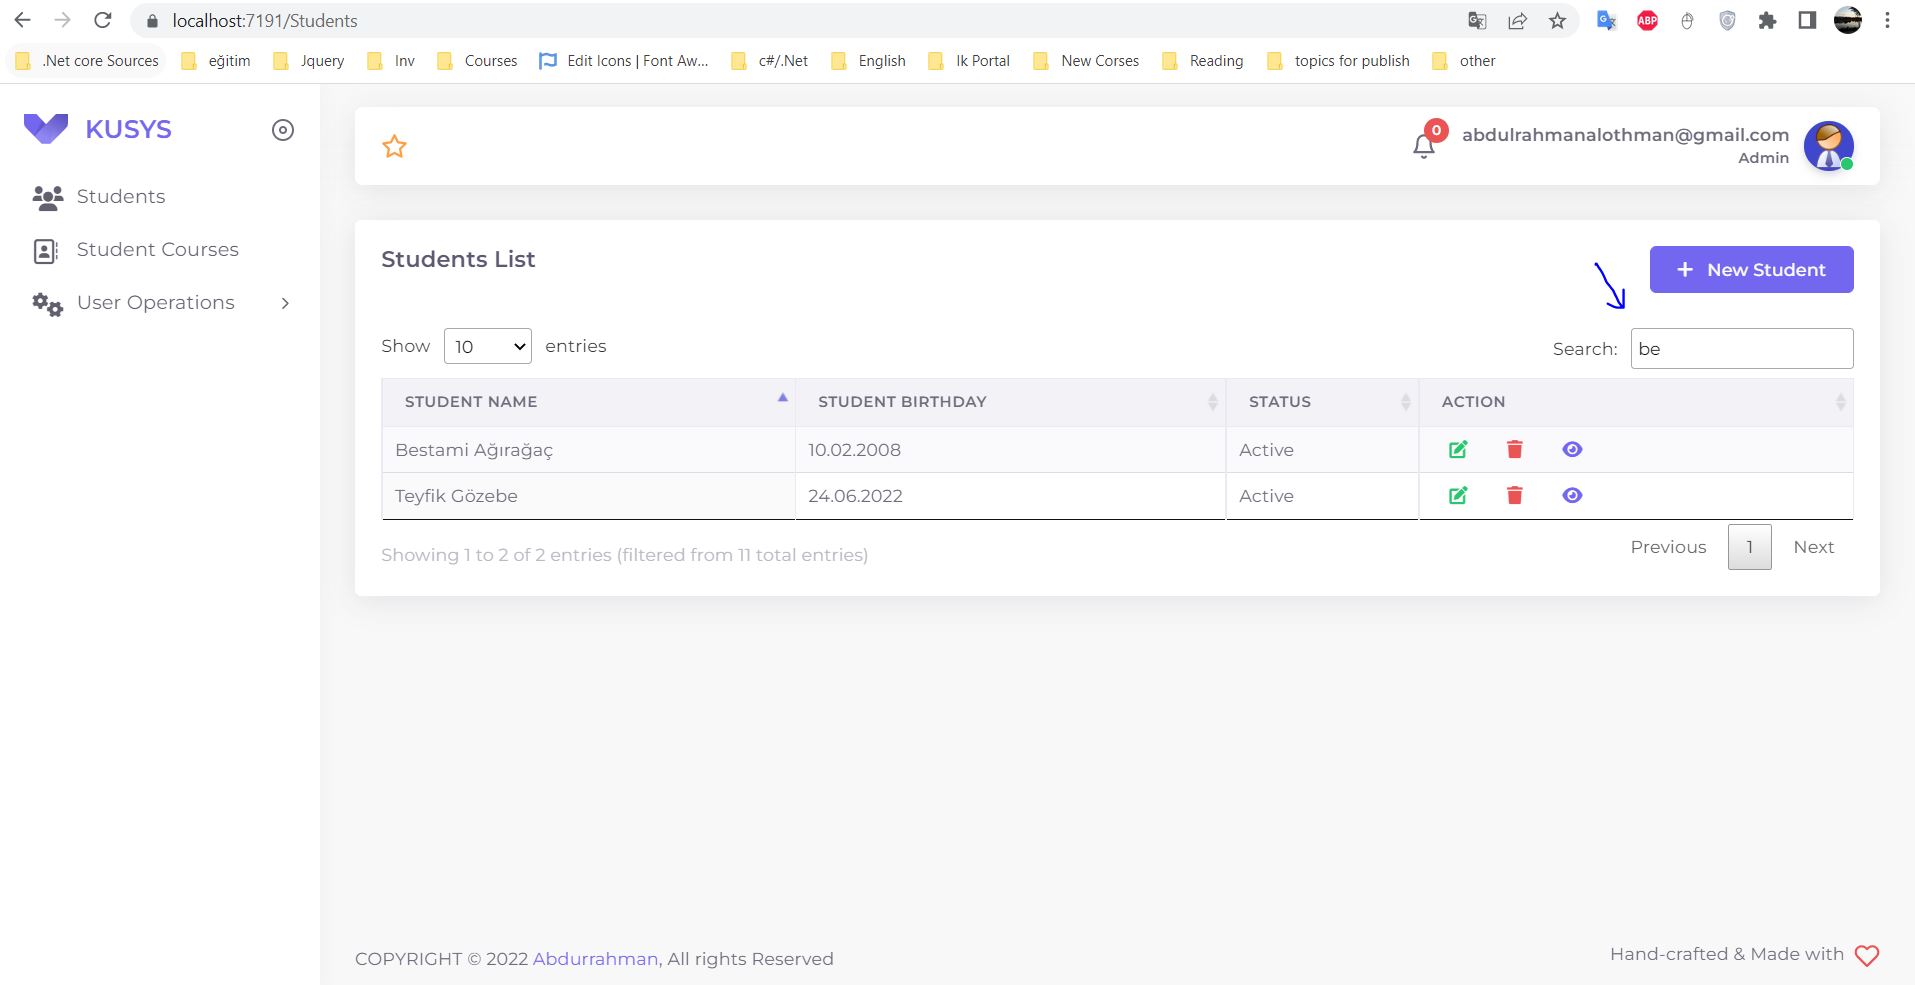 localhost:7191/Students
ABP
.Net core Sources eğitim Jquery Inv Courses Edit Icons | Font Aw... c#/.Net English Ik Portal New Corses Reading topics for publish other
KUSYS
Students
Student Courses
User Operations
0
abdulrahmanalothman@gmail.com
Admin
Students List
+ New Student
Show 10 entries
Search: be
STUDENT NAME STUDENT BIRTHDAY STATUS ACTION
Bestami Ağırağaç 10.02.2008 Active
Teyfik Gözebe 24.06.2022 Active
Showing 1 to 2 of 2 entries (filtered from 11 total entries)
Previous 1 Next
COPYRIGHT © 2022 Abdurrahman, All rights Reserved
Hand-crafted & Made with